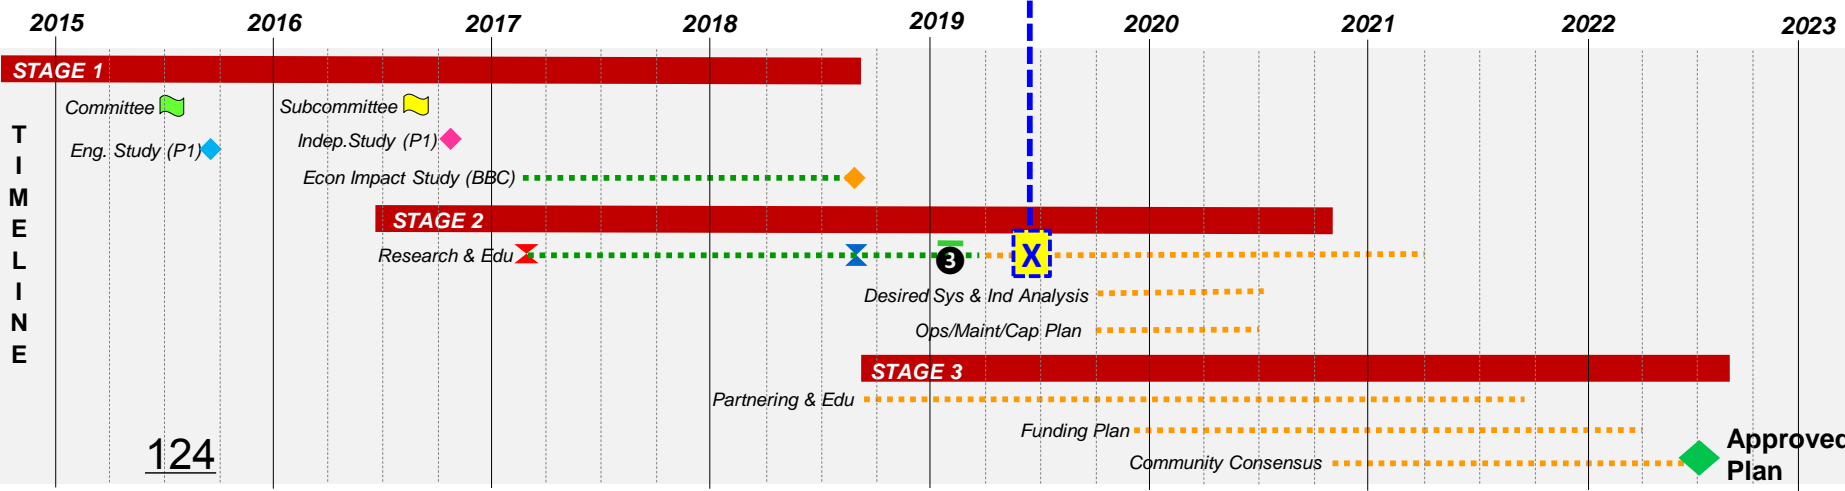 2015 2016 2017 2018 2019 2020 2021 2022 2023
STAGE 1
Committee
Subcommittee
Eng. Study (P1)
Indep.Study (P1)
Econ Impact Study (BBC)
TIMELINE
STAGE 2
Research & Edu
3
X
Desired Sys & Ind Analysis
Ops/Maint/Cap Plan
STAGE 3
Partnering & Edu
Funding Plan
Community Consensus
Approved
Plan
124